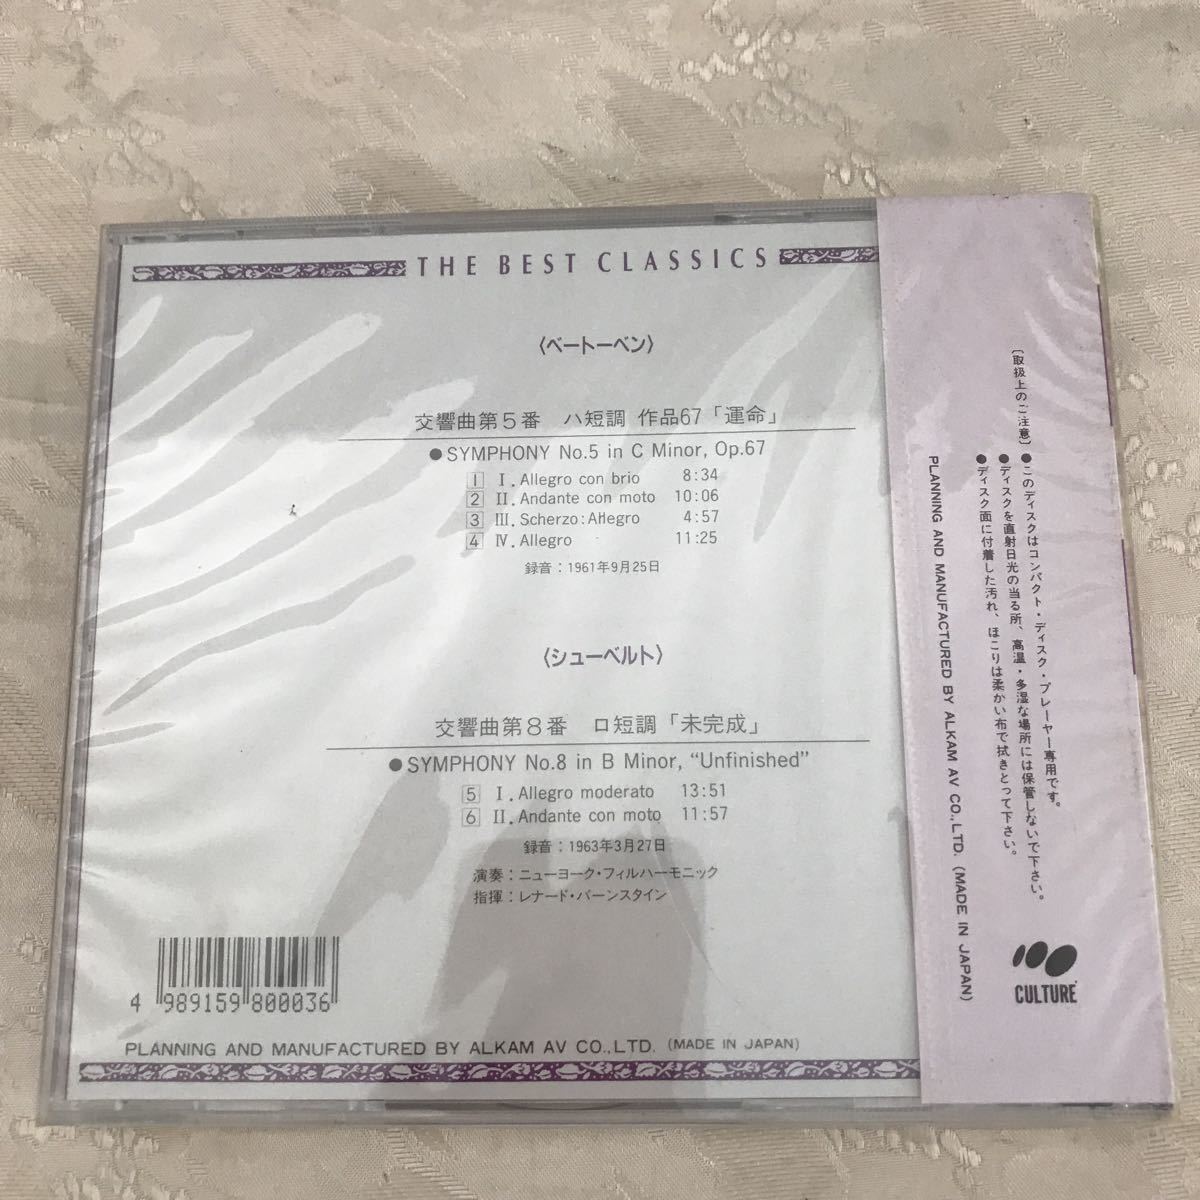 THE BEST CLASSICS
〈ベートーベン〉
交響曲第5番 ハ短調 作品67「運命」
● SYMPHONY No.5 in C Minor, Op.67
1 Ⅰ. Allegro con brio 8:34
2 Ⅱ. Andante con moto 10:06
3 Ⅲ. Scherzo: Allegro 4:57
4 Ⅳ. Allegro 11:25
録音：1961年9月25日
〈シューベルト〉
交響曲第8番 ロ短調「未完成」
● SYMPHONY No.8 in B Minor, “Unfinished”
5 Ⅰ. Allegro moderato 13:51
6 Ⅱ. Andante con moto 11:57
録音：1963年3月27日
演奏：ニューヨーク・フィルハーモニック
指揮：レナード・バーンスタイン
4 989159 800036
PLANNING AND MANUFACTURED BY ALKAM AV CO.,LTD. (MADE IN JAPAN)
〔取扱上のご注意〕
●このディスクはコンパクト・ディスク・プレーヤー専用です。
●ディスクを直射日光の当る所、高温・多湿な場所には保管しないで下さい。
●ディスク面に付着した汚れ、ほこりは柔かい布で拭きとって下さい。
PLANNING AND MANUFACTURED BY ALKAM AV CO.,LTD. (MADE IN JAPAN)
CULTURE